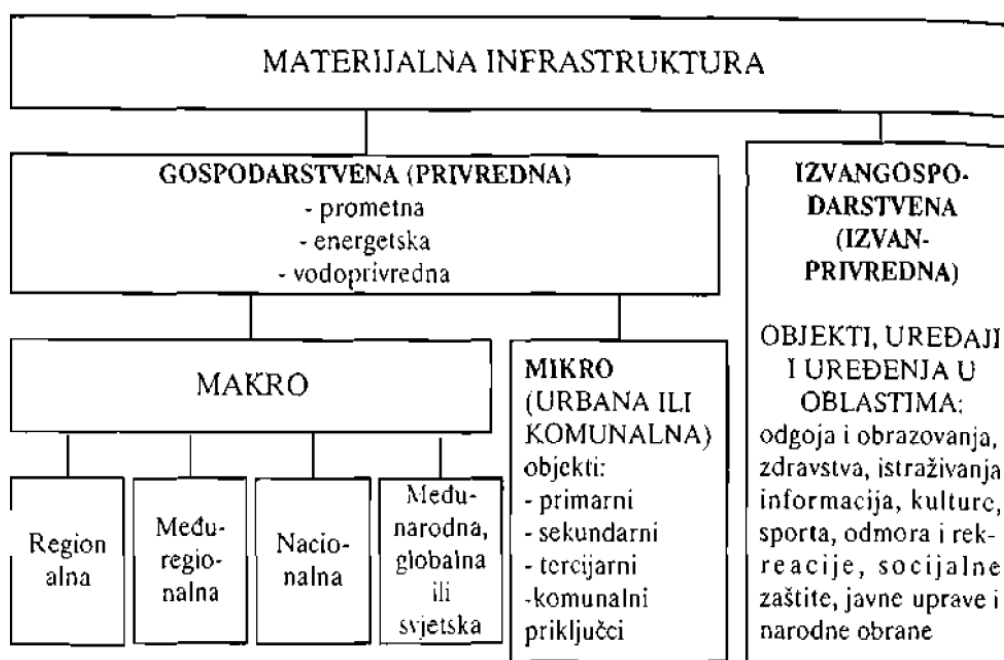 MATERIJALNA INFRASTRUKTURA
GOSPODARSTVENA (PRIVREDNA)
- prometna
- energetska
- vodoprivredna
MAKRO
Region
alna
Među-
regio-
nalna
Nacio-
nalna
Među-
narodna,
globalna
ili
svjetska
MIKRO
(URBANA ILI
KOMUNALNA)
objekti:
- primarni
- sekundarni
- tercijarni
-komunalni
priključci
IZVANGOSPO-
DARSTVENA
(IZVAN-
PRIVREDNA)
OBJEKTI, UREĐAJI
I UREĐENJA U
OBLASTIMA:
odgoja i obrazovanja,
zdravstva, istraživanja
informacija, kulture,
sporta, odmora i rek-
reacije, socijalne
zaštite, javne uprave i
narodne obrane